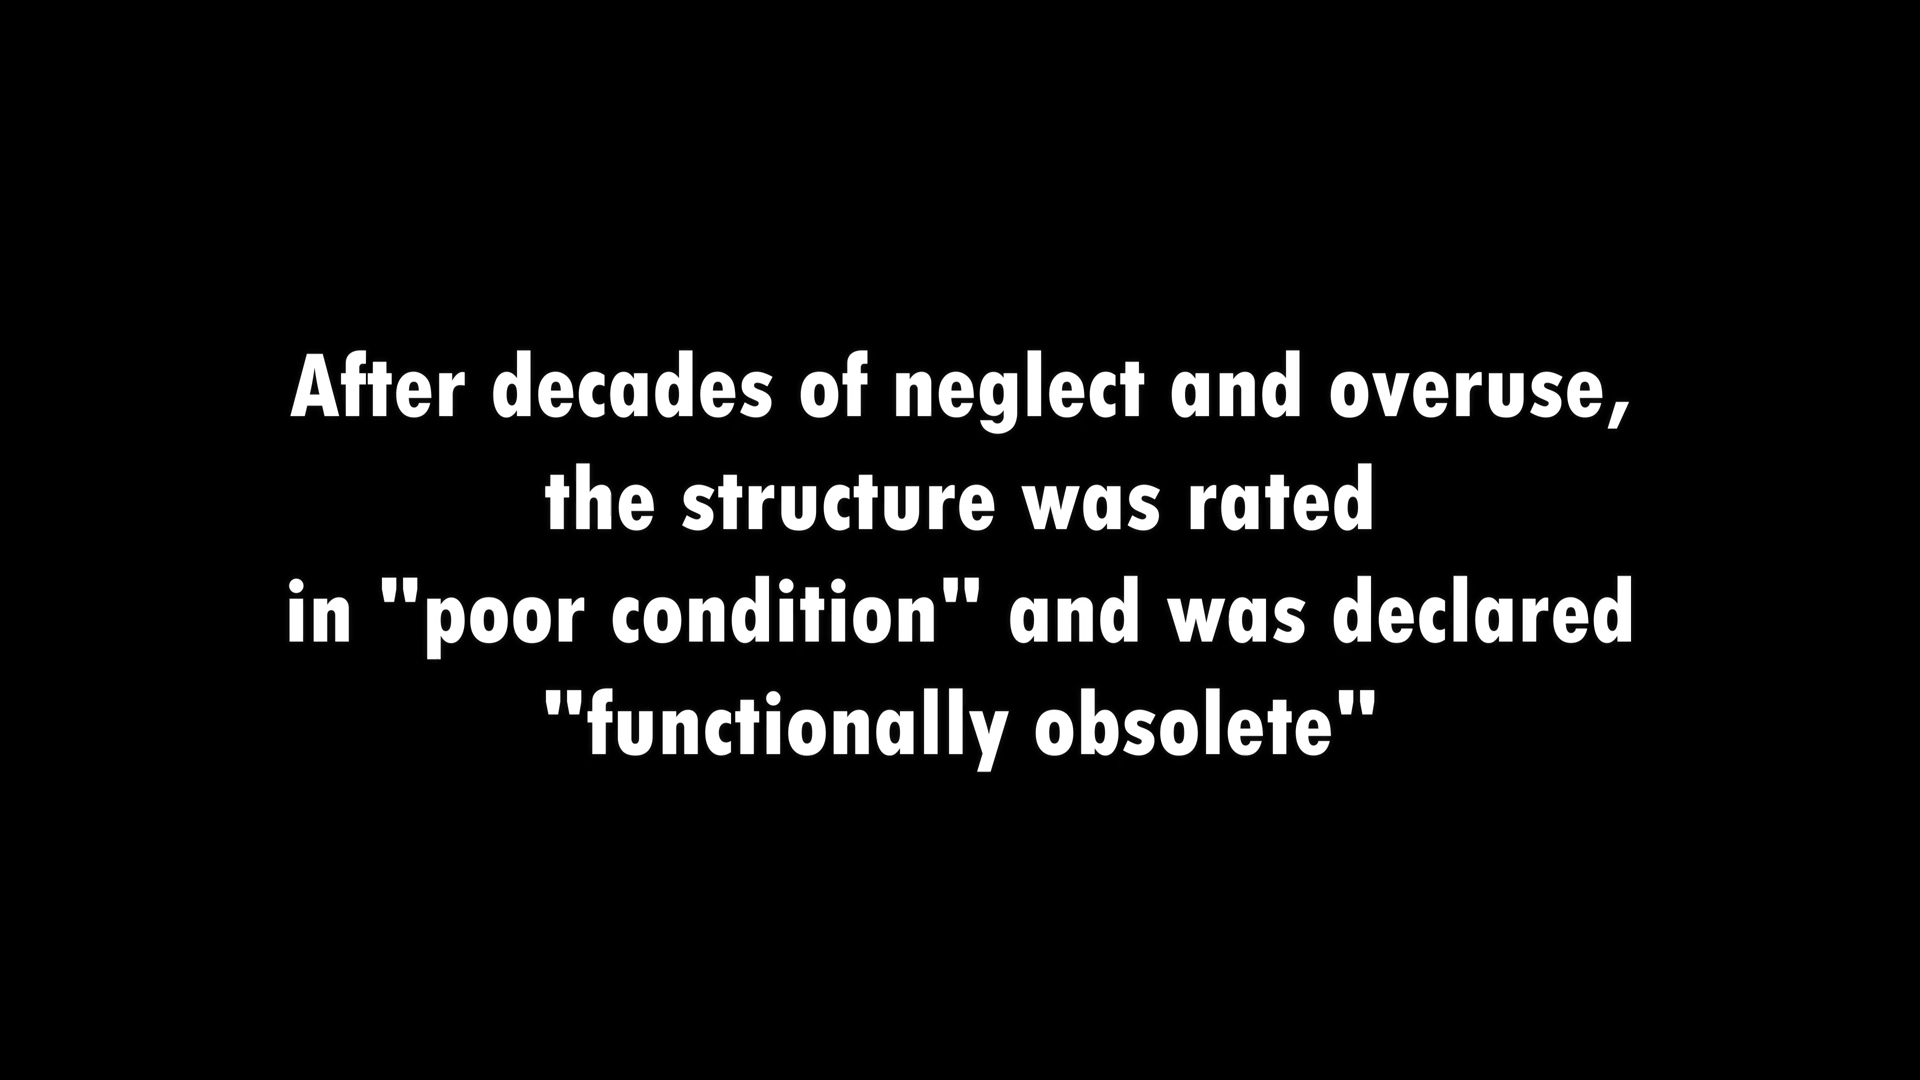 After decades of neglect and overuse,
the structure was rated
in "poor condition" and was declared
"functionally obsolete"